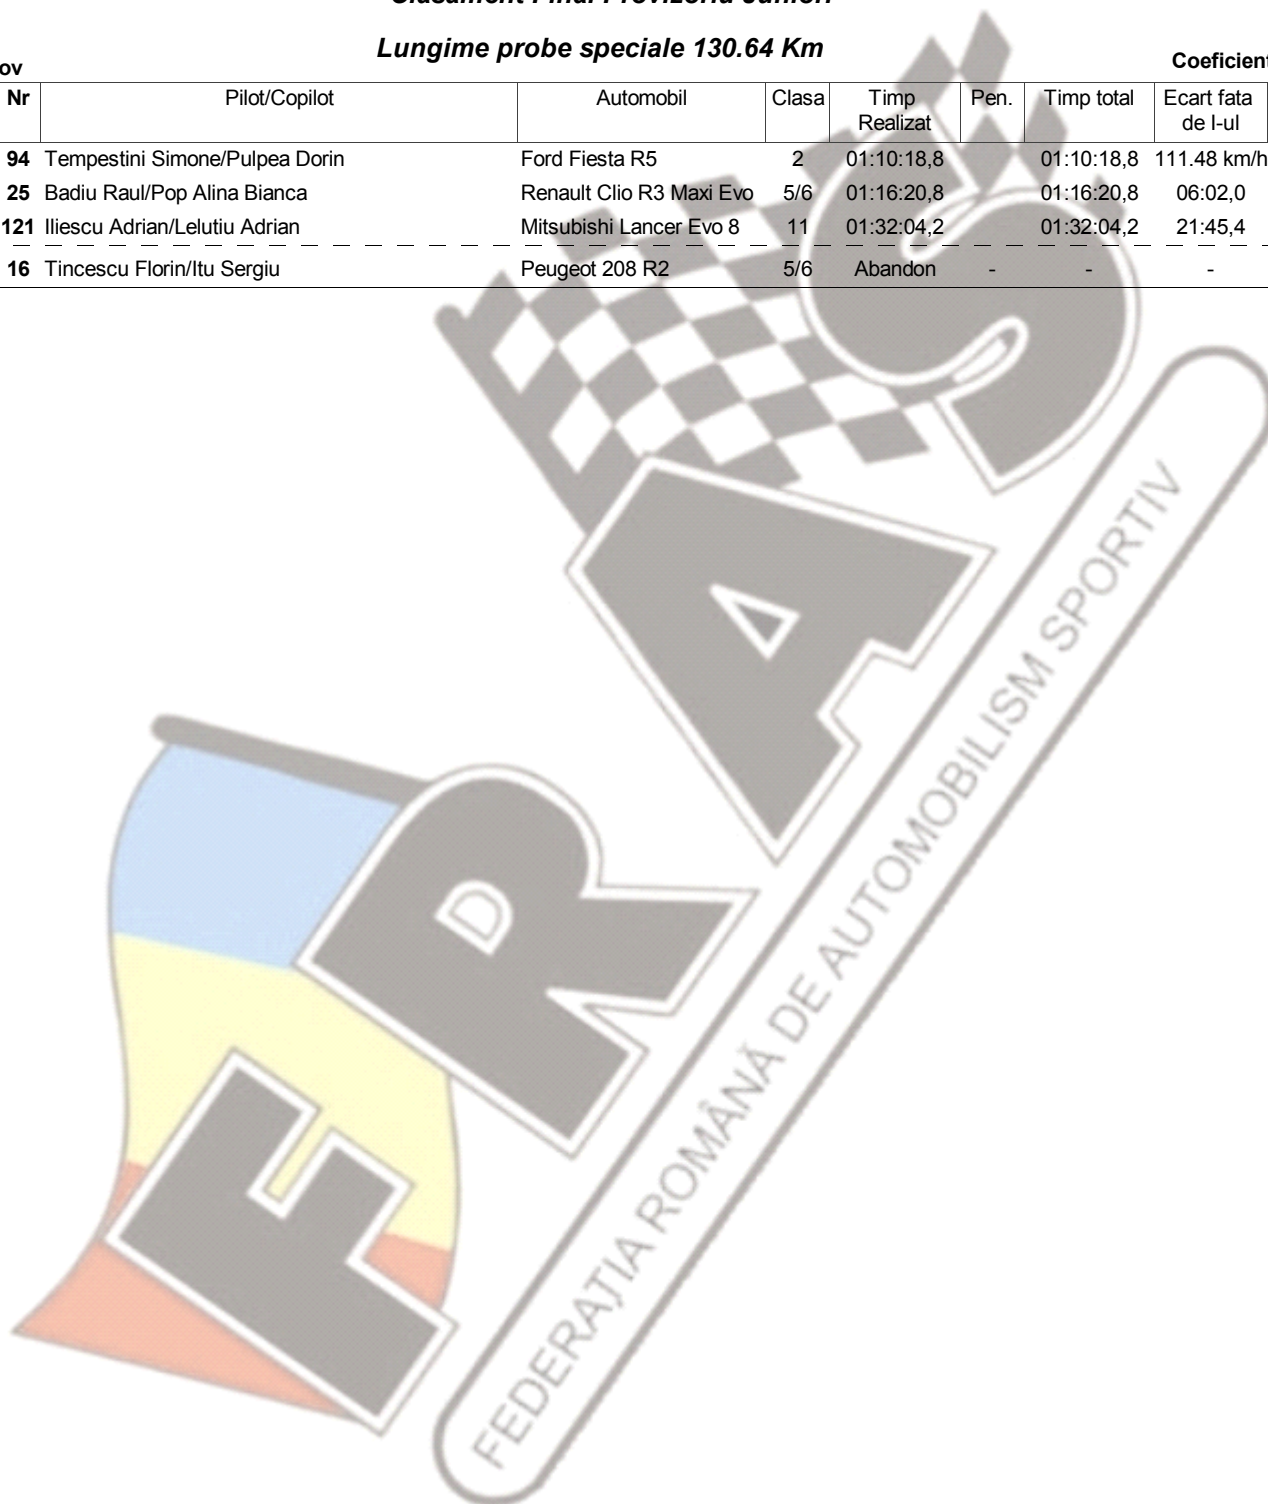 Clasament Final Provizoriu Juniori
Lungime probe speciale 130.64 Km
ov Coeficient
Nr Pilot/Copilot Automobil Clasa Timp Realizat Pen. Timp total Ecart fata de I-ul
94 Tempestini Simone/Pulpea Dorin Ford Fiesta R5 2 01:10:18,8 01:10:18,8 111.48 km/h
25 Badiu Raul/Pop Alina Bianca Renault Clio R3 Maxi Evo 5/6 01:16:20,8 01:16:20,8 06:02,0
121 Iliescu Adrian/Lelutiu Adrian Mitsubishi Lancer Evo 8 11 01:32:04,2 01:32:04,2 21:45,4
16 Tincescu Florin/Itu Sergiu Peugeot 208 R2 5/6 Abandon - - -
FRAS
FEDERAȚIA ROMÂNĂ DE AUTOMOBILISM SPORTIV